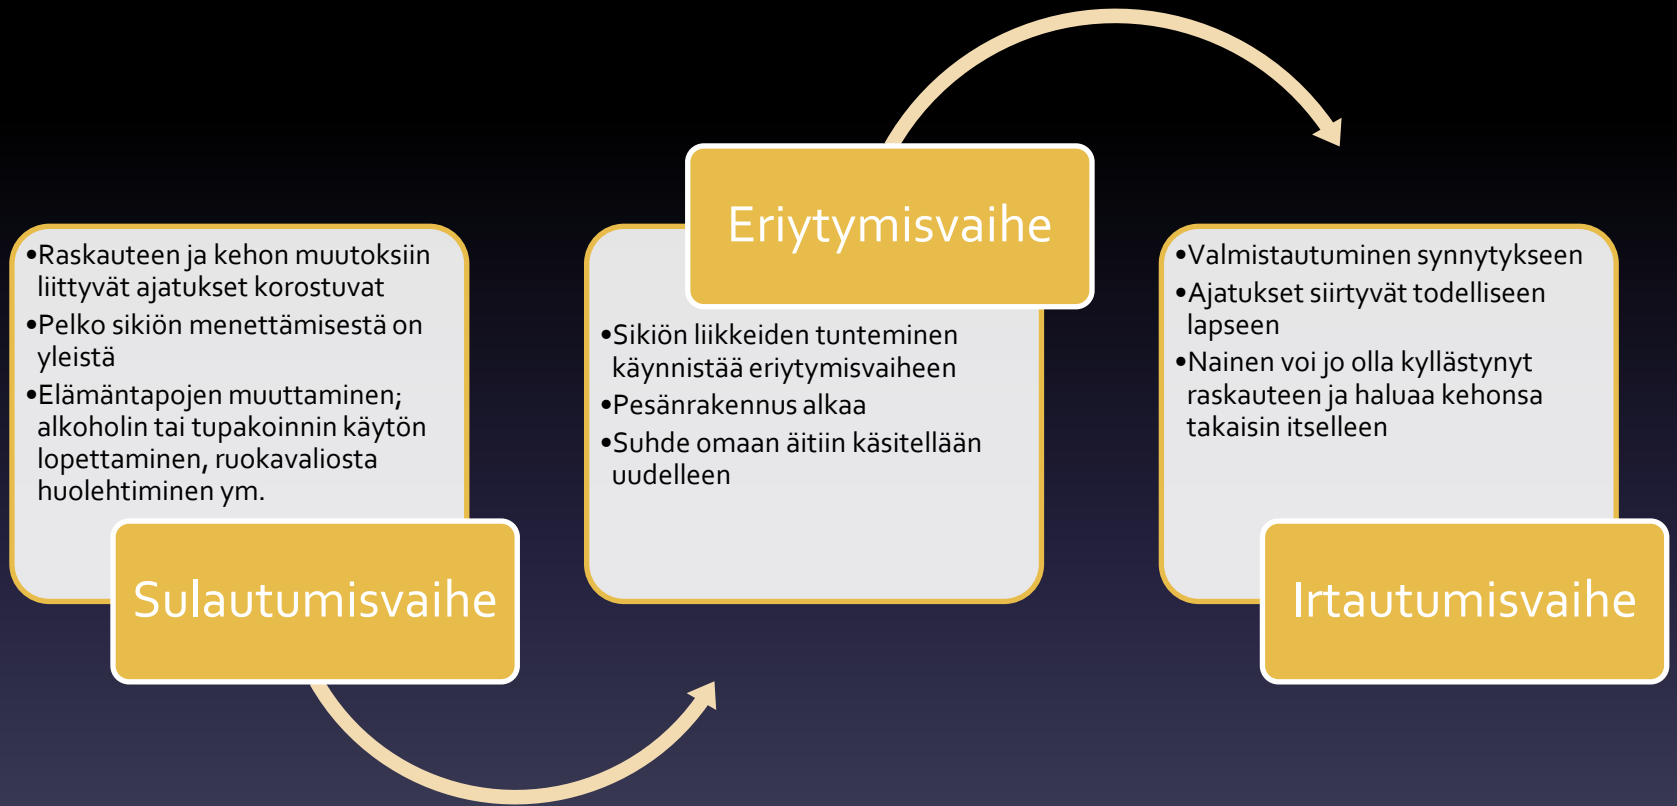 •Raskauteen ja kehon muutoksiin
liittyvät ajatukset korostuvat
•Pelko sikiön menettämisestä on
yleistä
•Elämäntapojen muuttaminen;
alkoholin tai tupakoinnin käytön
lopettaminen, ruokavaliosta
huolehtiminen ym.
Sulautumisvaihe
Eriytymisvaihe
•Sikiön liikkeiden tunteminen
käynnistää eriytymisvaiheen
•Pesänrakennus alkaa
•Suhde omaan äitiin käsitellään
uudelleen
•Valmistautuminen synnytykseen
•Ajatukset siirtyvät todelliseen
lapseen
•Nainen voi jo olla kyllästynyt
raskauteen ja haluaa kehonsa
takaisin itselleen
Irtautumisvaihe